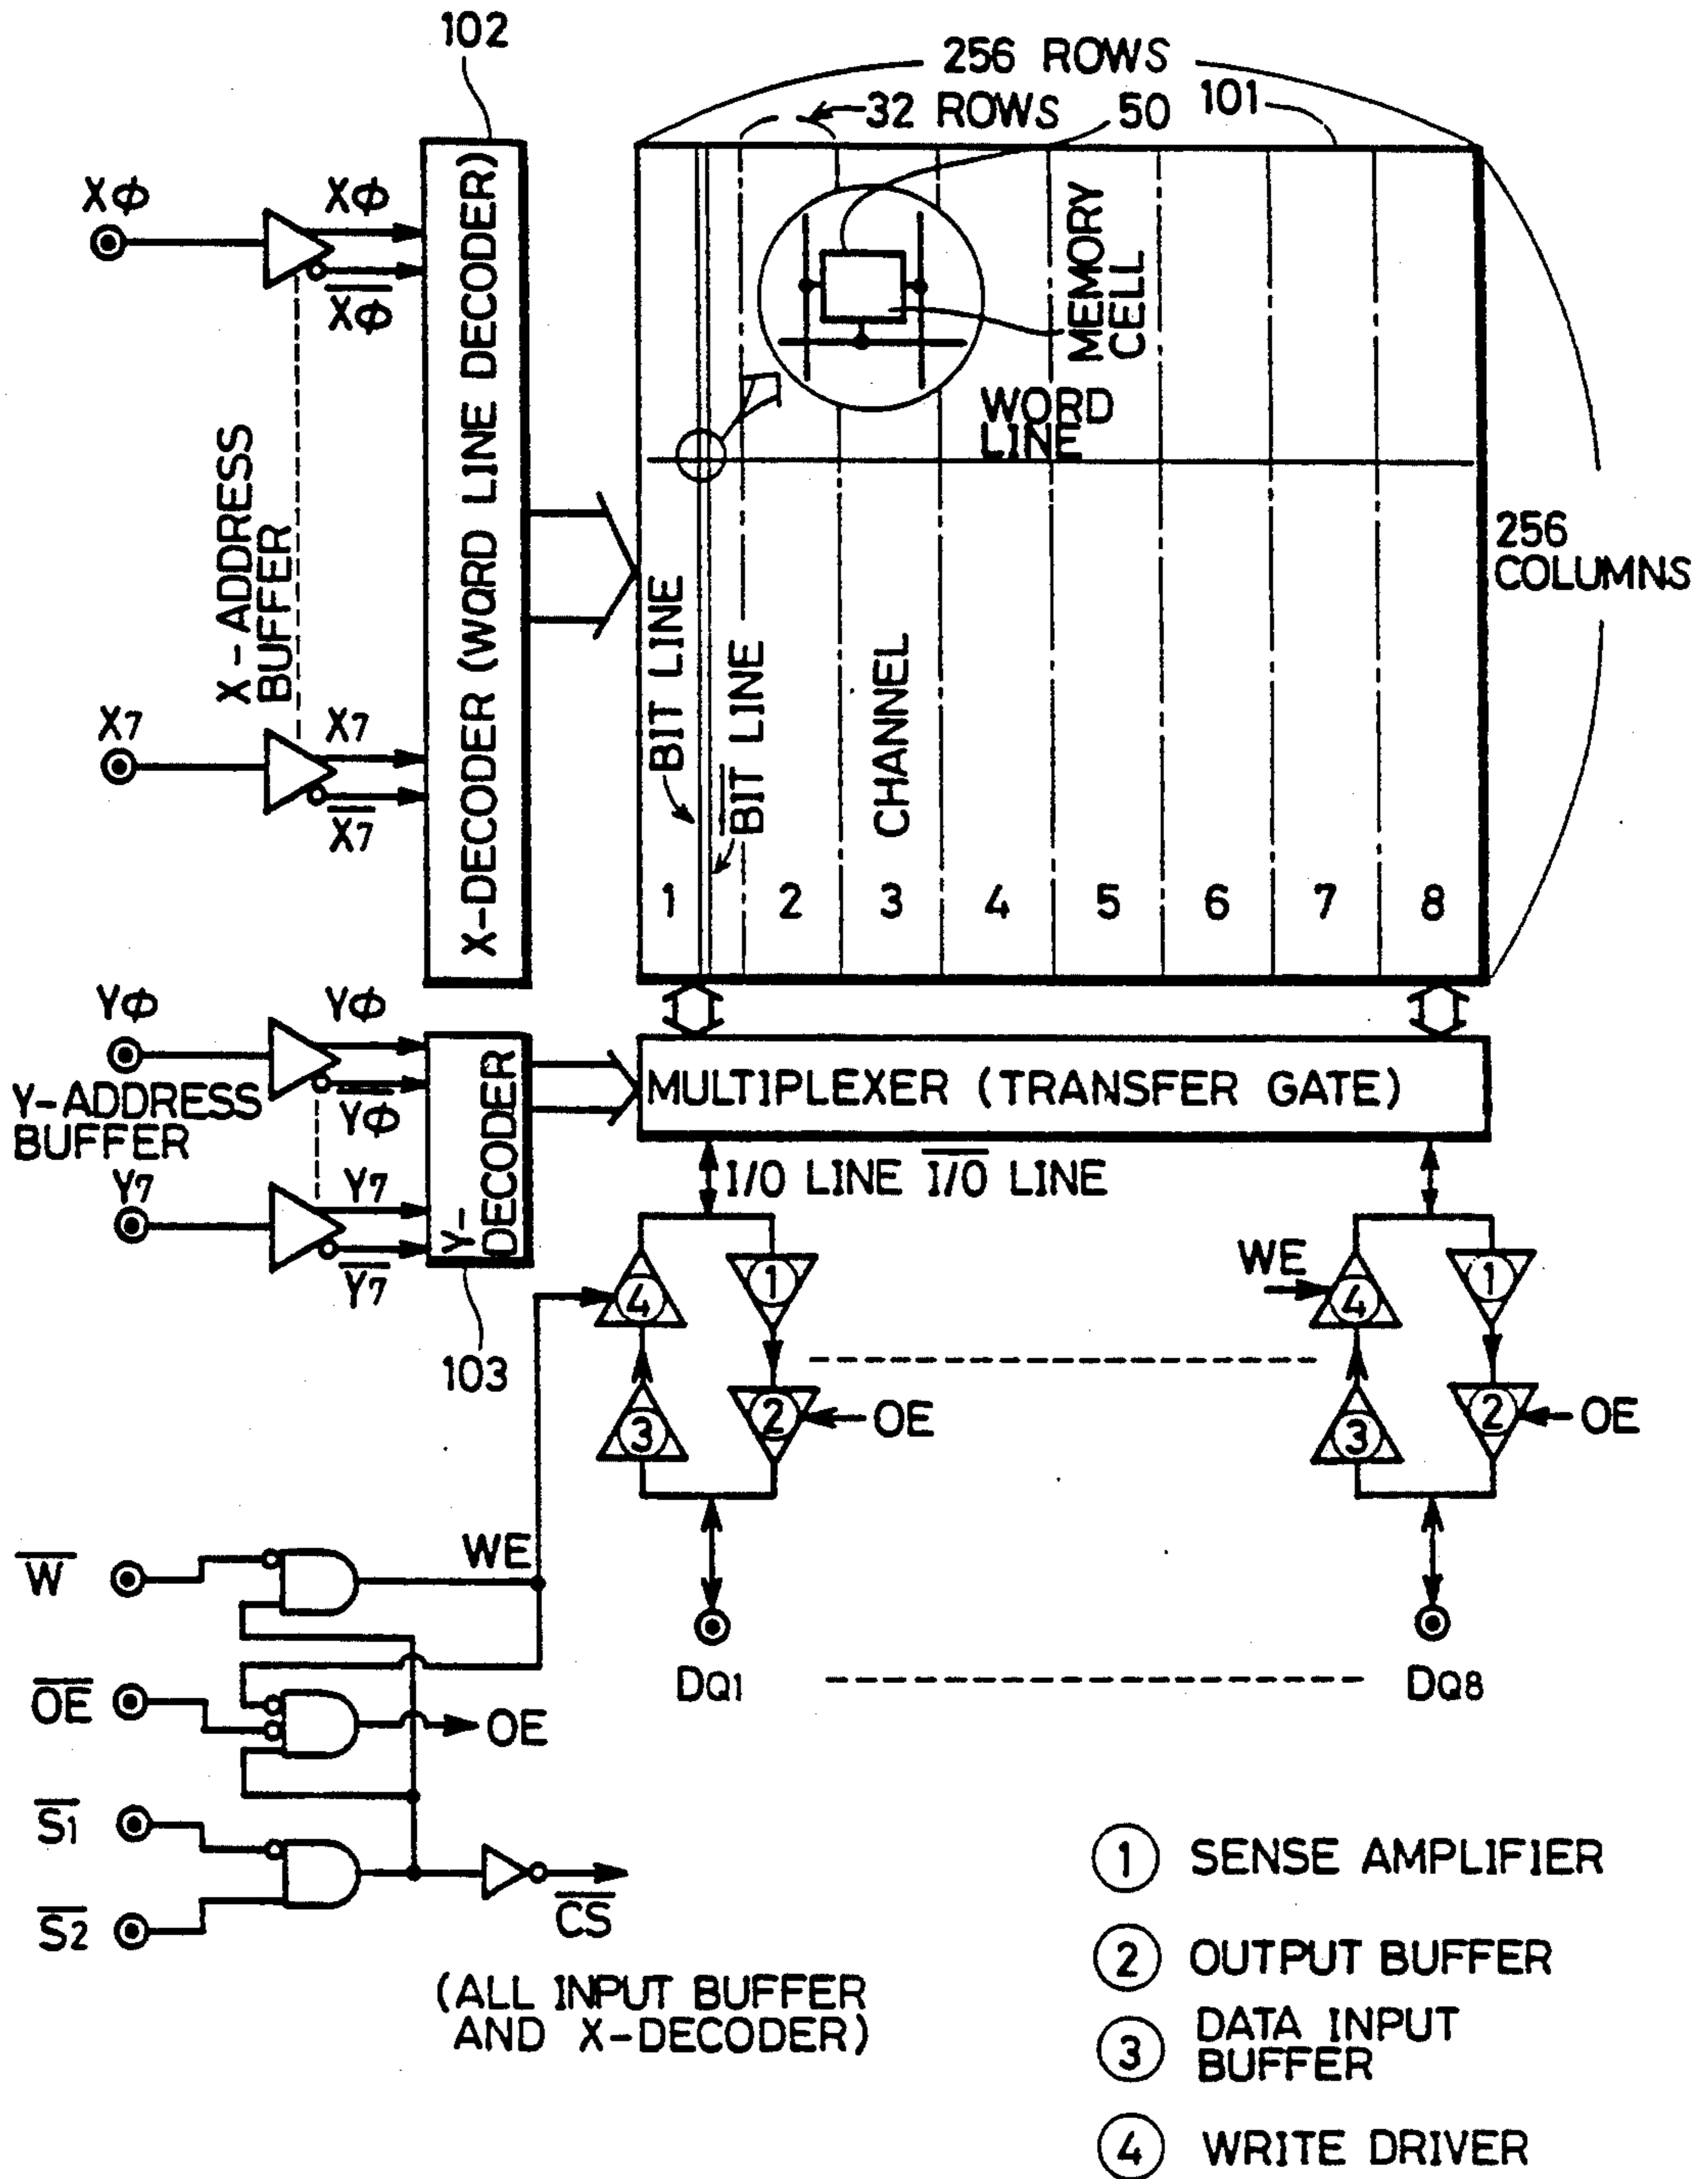 102
256 ROWS
32 ROWS
50
101
Xϕ
Xϕ
X̅ϕ̅
X-ADDRESS
BUFFER
X7
X7
X̅7̅
X-DECODER (WORD LINE DECODER)
MEMORY
CELL
WORD
LINE
256
COLUMNS
BIT LINE
B̅I̅T̅ LINE
CHANNEL
1 2 3 4 5 6 7 8
Yϕ
Yϕ
Y̅ϕ̅
Y-ADDRESS
BUFFER
Y7
Y7
Y̅7̅
Y-
DECODER
103
MULTIPLEXER (TRANSFER GATE)
I/O LINE I̅/̅O̅ LINE
4
1
3
2
OE
WE
4
1
3
2
OE
W̅
WE
O̅E̅
OE
S̅1̅
S̅2̅
C̅S̅
(ALL INPUT BUFFER
AND X-DECODER)
DQ1
DQ8
① SENSE AMPLIFIER
② OUTPUT BUFFER
③ DATA INPUT
BUFFER
④ WRITE DRIVER